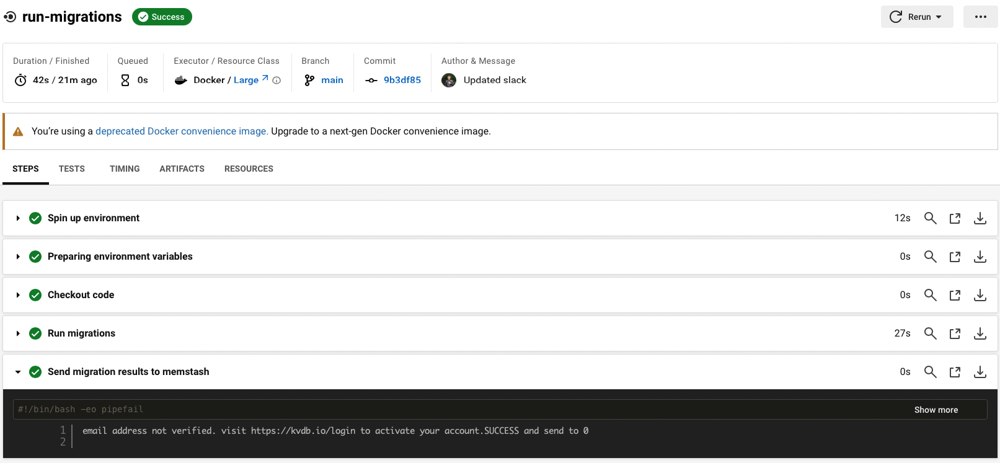 run-migrations Success Rerun
Duration / Finished Queued Executor / Resource Class Branch Commit Author & Message
42s / 21m ago 0s Docker / Large main 9b3df85 Updated slack
You’re using a deprecated Docker convenience image. Upgrade to a next-gen Docker convenience image.
STEPS TESTS TIMING ARTIFACTS RESOURCES
Spin up environment 12s
Preparing environment variables 0s
Checkout code 0s
Run migrations 27s
Send migration results to memstash 0s
#!/bin/bash -eo pipefail Show more
1 email address not verified. visit https://kvdb.io/login to activate your account.SUCCESS and send to 0
2